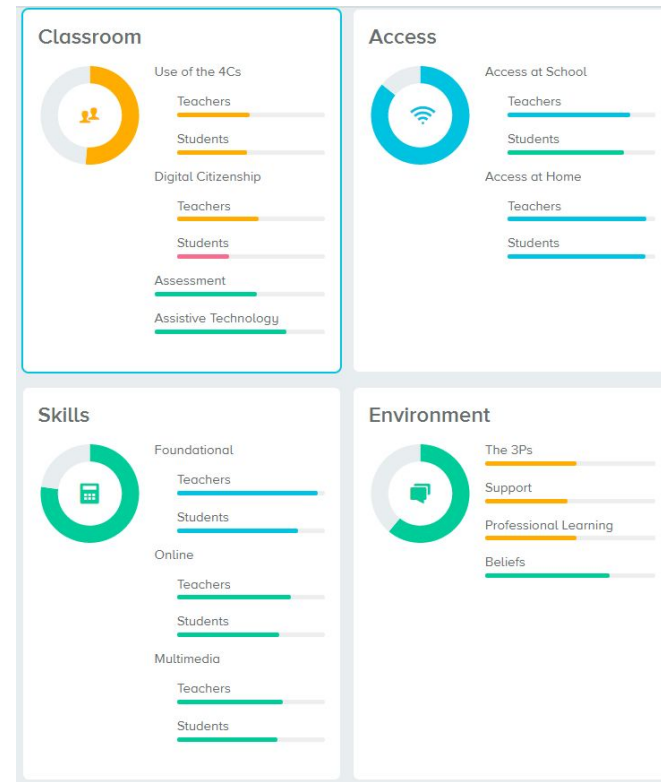 Classroom
Use of the 4Cs
Teachers
Students
Digital Citizenship
Teachers
Students
Assessment
Assistive Technology
Access
Access at School
Teachers
Students
Access at Home
Teachers
Students
Skills
Foundational
Teachers
Students
Online
Teachers
Students
Multimedia
Teachers
Students
Environment
The 3Ps
Support
Professional Learning
Beliefs